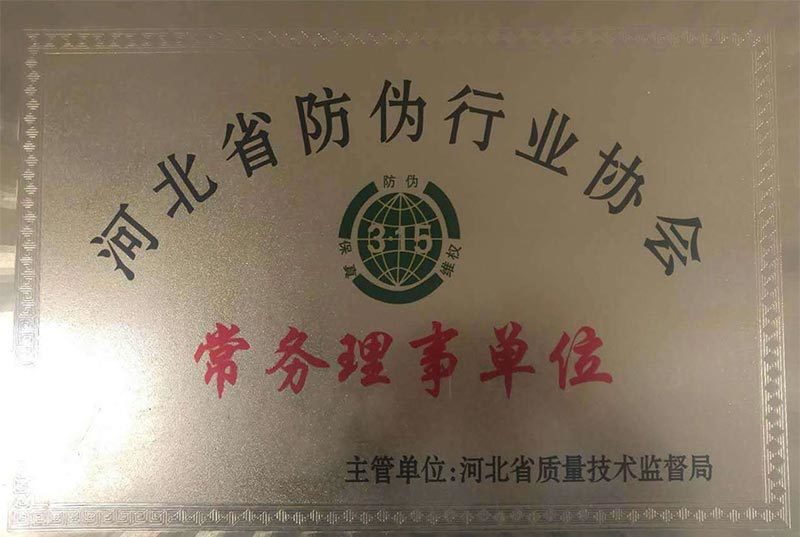 河北省防伪行业协会
防伪
保真
315
维权
常务理事单位
主管单位:河北省质量技术监督局